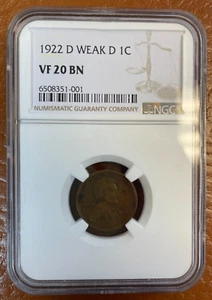 1922 D WEAK D 1C
VF 20 BN
6508351-001
NUMISMATIC GUARANTY COMPANY
NGC